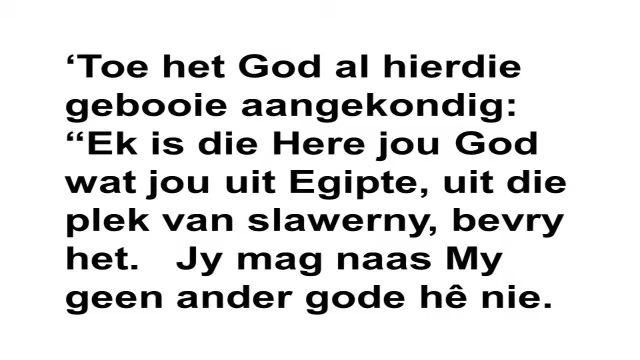 ‘Toe het God al hierdie
gebooie aangekondig:
“Ek is die Here jou God
wat jou uit Egipte, uit die
plek van slawerny, bevry
het.   Jy mag naas My
geen ander gode hê nie.